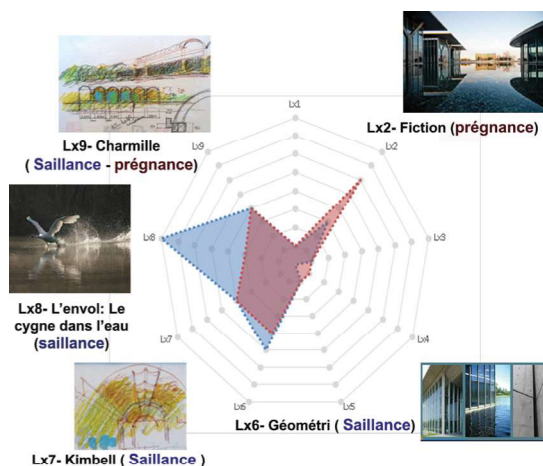 Lx1
Lx2- Fiction (prégnance)
Lx9- Charmille
( Saillance - prégnance)
Lx9
Lx2
Lx8
Lx3
Lx8- L'envol: Le
cygne dans l'eau
(saillance)
Lx7
Lx4
Lx6
Lx5
Lx6- Géométri ( Saillance)
Lx7- Kimbell ( Saillance )